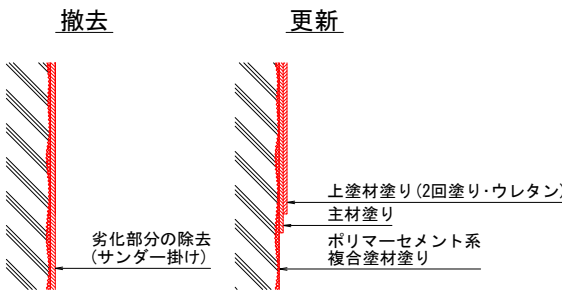 撤去
更新
上塗材塗り(2回塗り・ウレタン)
主材塗り
劣化部分の除去
(サンダー掛け)
ポリマーセメント系
複合塗材塗り